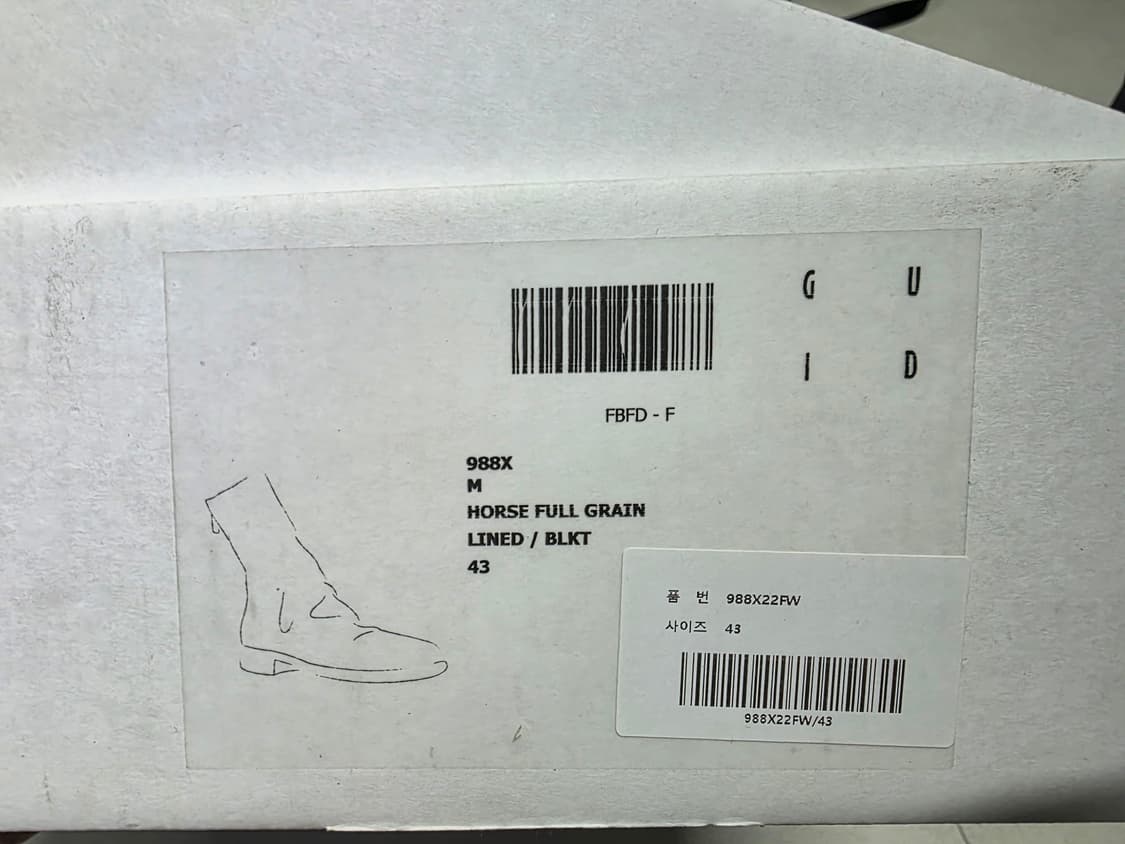 G U
I D
FBFD - F
988X
M
HORSE FULL GRAIN
LINED / BLKT
43
품 번 988X22FW
사이즈 43
988X22FW/43